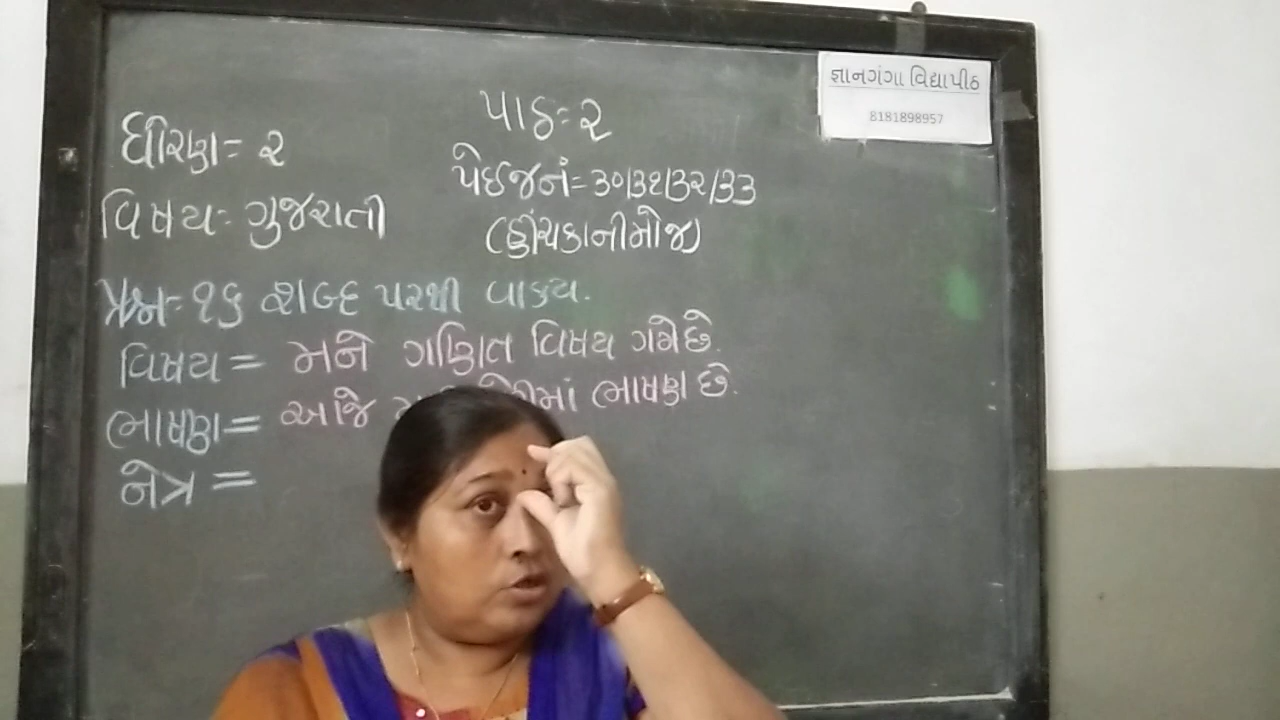 જ્ઞાનગંગા વિદ્યાપીઠ
8181898957
પાઠ=૨
ધોરણ=૨
પેઈજનં=૩૦/૩૧/૩૨/૩૩
વિષય=ગુજરાતી
(હીંચકાનીમોજ)
પ્રશ્ન=૧૬ શબ્દ પરથી વાક્ય.
વિષય = મને ગણિત વિષય ગમેછે.
ભાષણ= આજે ભાષણ છે.
નેત્ર =